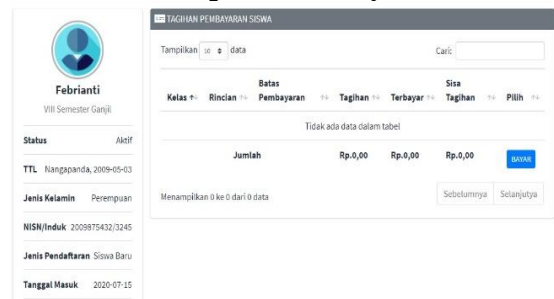 Febrianti
VIII Semester Ganjil
Status Aktif
TTL Nangapanda, 2009-05-03
Jenis Kelamin Perempuan
NISN/Induk 2009875432/3245
Jenis Pendaftaran Siswa Baru
Tanggal Masuk 2020-07-15
TAGIHAN PEMBAYARAN SISWA
Tampilkan 10 data Cari:
Kelas Rincian Batas Pembayaran Tagihan Terbayar Sisa Tagihan Pilih
Tidak ada data dalam tabel
Jumlah Rp.0,00 Rp.0,00 Rp.0,00 BAYAR
Menampilkan 0 ke 0 dari 0 data
Sebelumnya Selanjutya